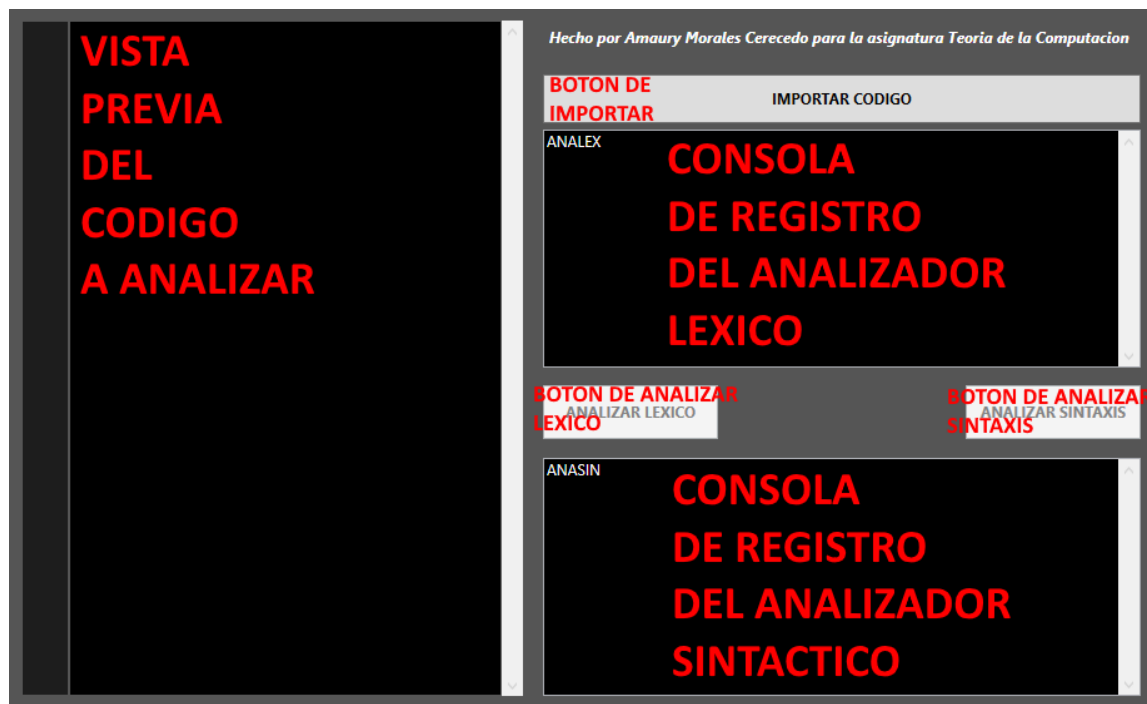 VISTA
PREVIA
DEL
CODIGO
A ANALIZAR
Hecho por Amaury Morales Cerecedo para la asignatura Teoria de la Computacion
BOTON DE
IMPORTAR
IMPORTAR CODIGO
ANALEX
CONSOLA
DE REGISTRO
DEL ANALIZADOR
LEXICO
BOTON DE ANALIZAR
LEXICO
ANALIZAR LEXICO
BOTON DE ANALIZAR
SINTAXIS
ANALIZAR SINTAXIS
ANASIN
CONSOLA
DE REGISTRO
DEL ANALIZADOR
SINTACTICO